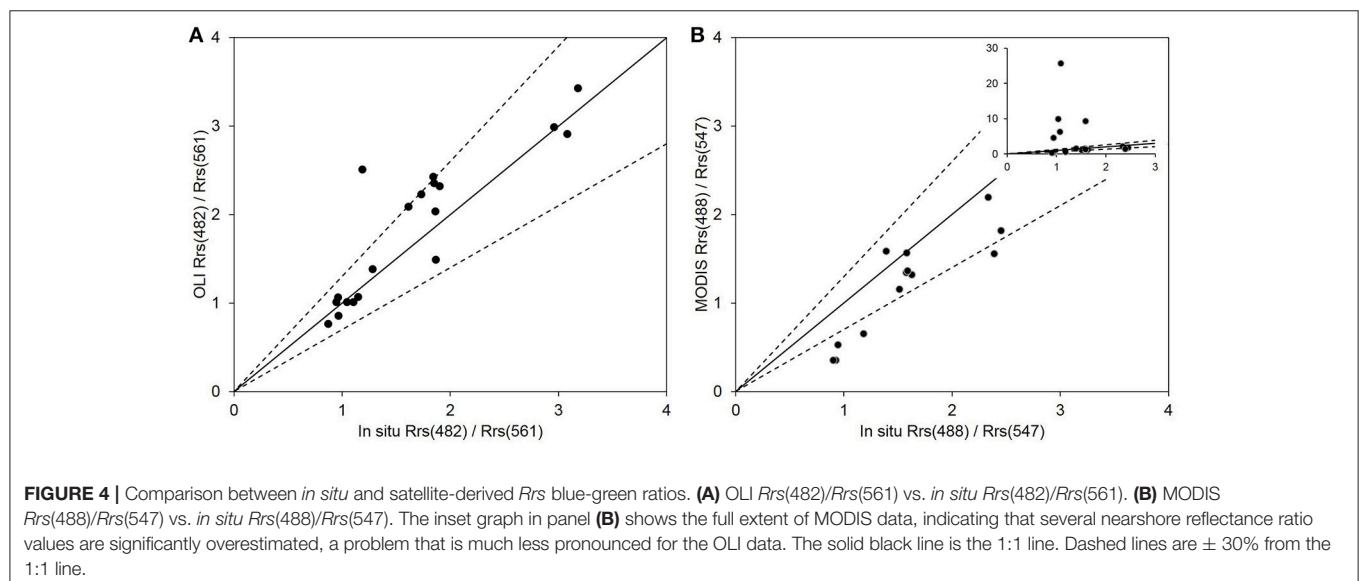 A
4
3
2
1
0
0
1
2
3
4
OLI Rrs(482) / Rrs(561)
In situ Rrs(482) / Rrs(561)
B
4
3
2
1
0
0
1
2
3
4
MODIS Rrs(488) / Rrs(547)
In situ Rrs(488) / Rrs(547)
30
20
10
0
0
1
2
3
FIGURE 4 | Comparison between in situ and satellite-derived Rrs blue-green ratios. (A) OLI Rrs(482)/Rrs(561) vs. in situ Rrs(482)/Rrs(561). (B) MODIS
Rrs(488)/Rrs(547) vs. in situ Rrs(488)/Rrs(547). The inset graph in panel (B) shows the full extent of MODIS data, indicating that several nearshore reflectance ratio
values are significantly overestimated, a problem that is much less pronounced for the OLI data. The solid black line is the 1:1 line. Dashed lines are ± 30% from the
1:1 line.